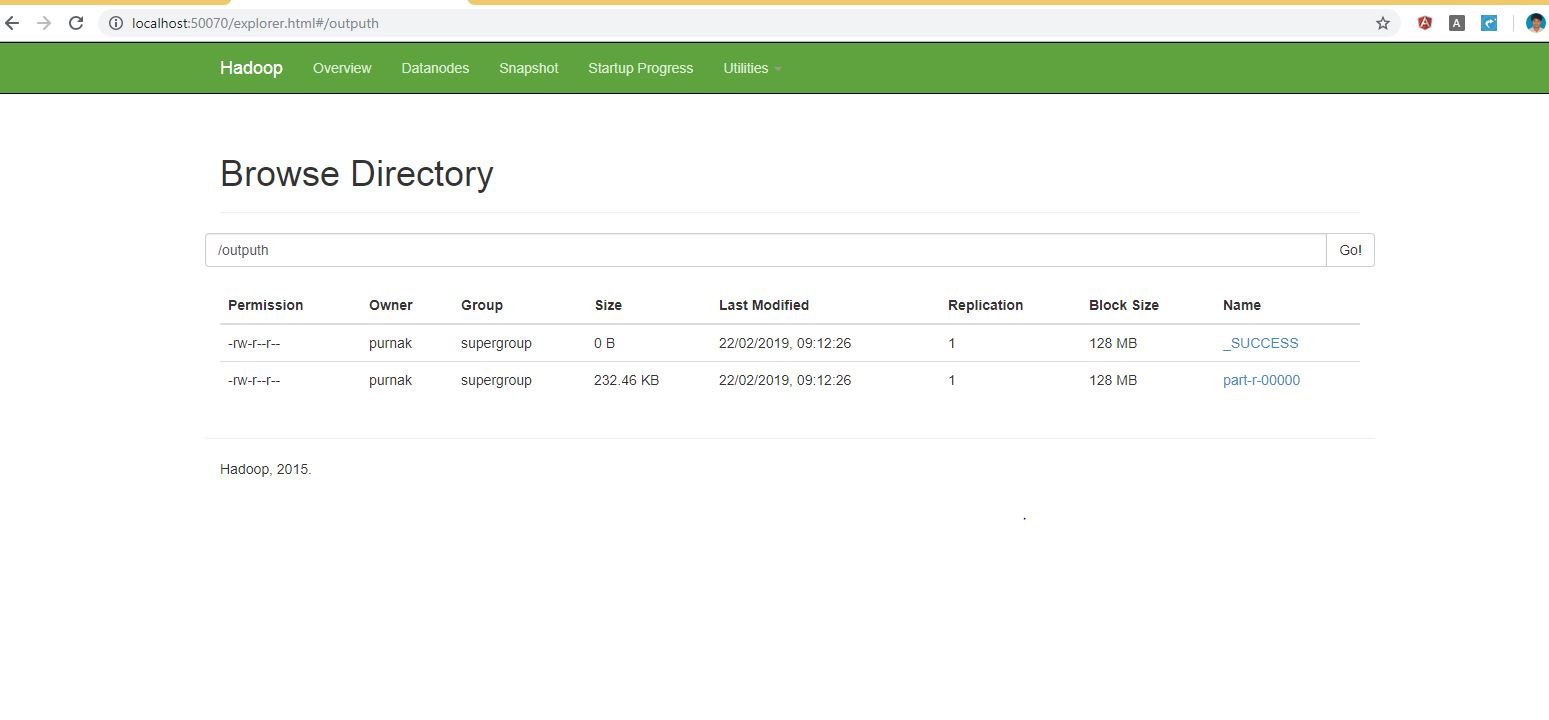 localhost:50070/explorer.html#/outputh
A
Hadoop Overview Datanodes Snapshot Startup Progress Utilities
Browse Directory
/outputh Go!
Permission Owner Group Size Last Modified Replication Block Size Name
-rw-r--r-- purnak supergroup 0 B 22/02/2019, 09:12:26 1 128 MB _SUCCESS
-rw-r--r-- purnak supergroup 232.46 KB 22/02/2019, 09:12:26 1 128 MB part-r-00000
Hadoop, 2015.